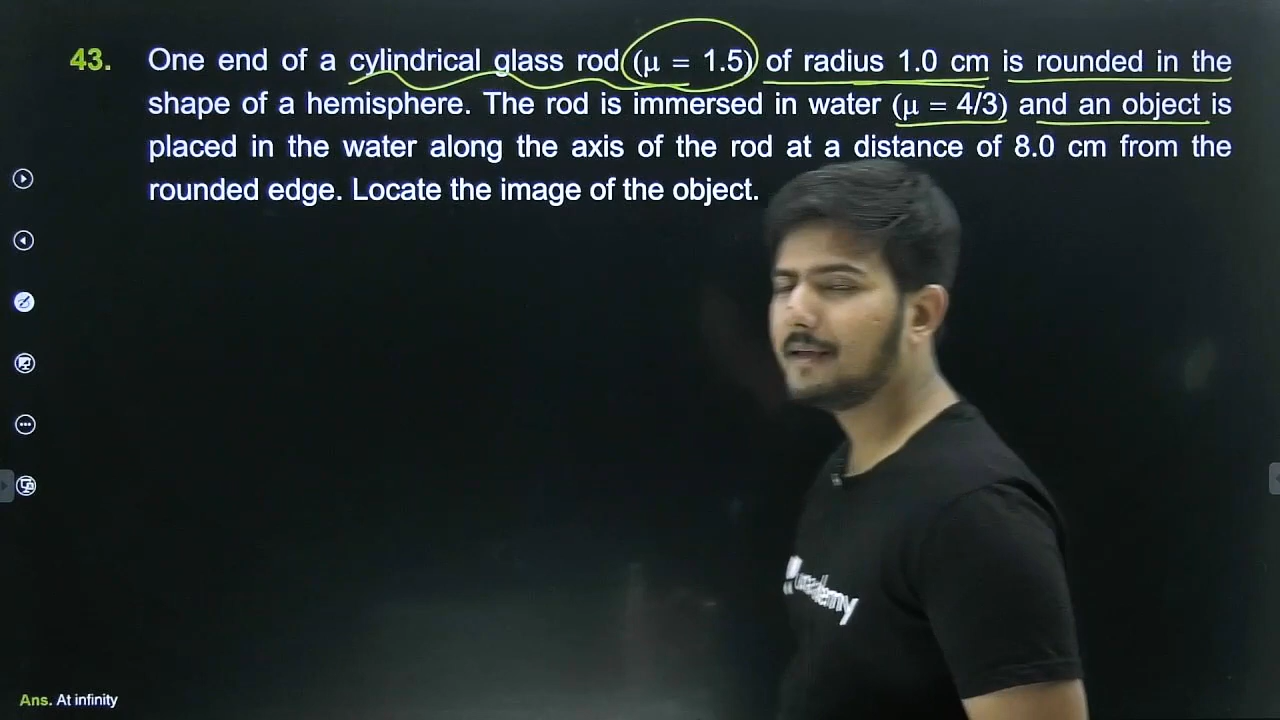 43. One end of a cylindrical glass rod (μ = 1.5) of radius 1.0 cm is rounded in the
shape of a hemisphere. The rod is immersed in water (μ = 4/3) and an object is
placed in the water along the axis of the rod at a distance of 8.0 cm from the
rounded edge. Locate the image of the object.
Ans. At infinity